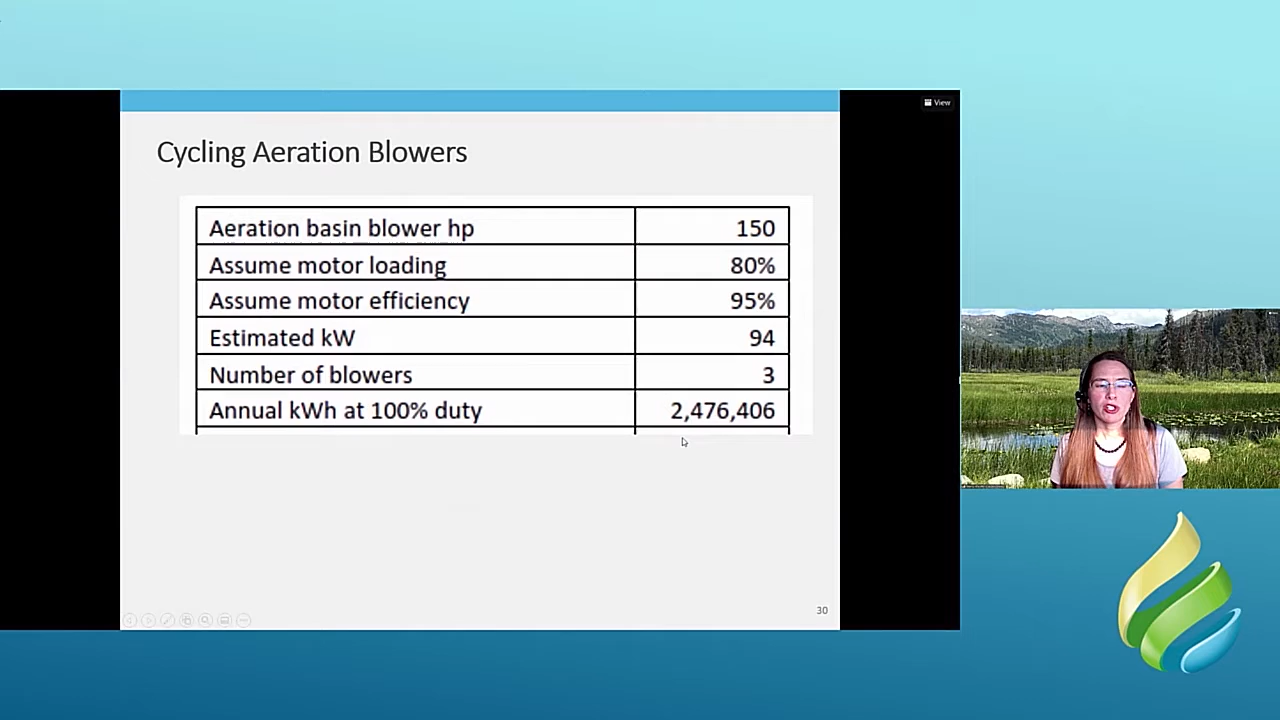 View
Cycling Aeration Blowers
Aeration basin blower hp 150
Assume motor loading 80%
Assume motor efficiency 95%
Estimated kW 94
Number of blowers 3
Annual kWh at 100% duty 2,476,406
30